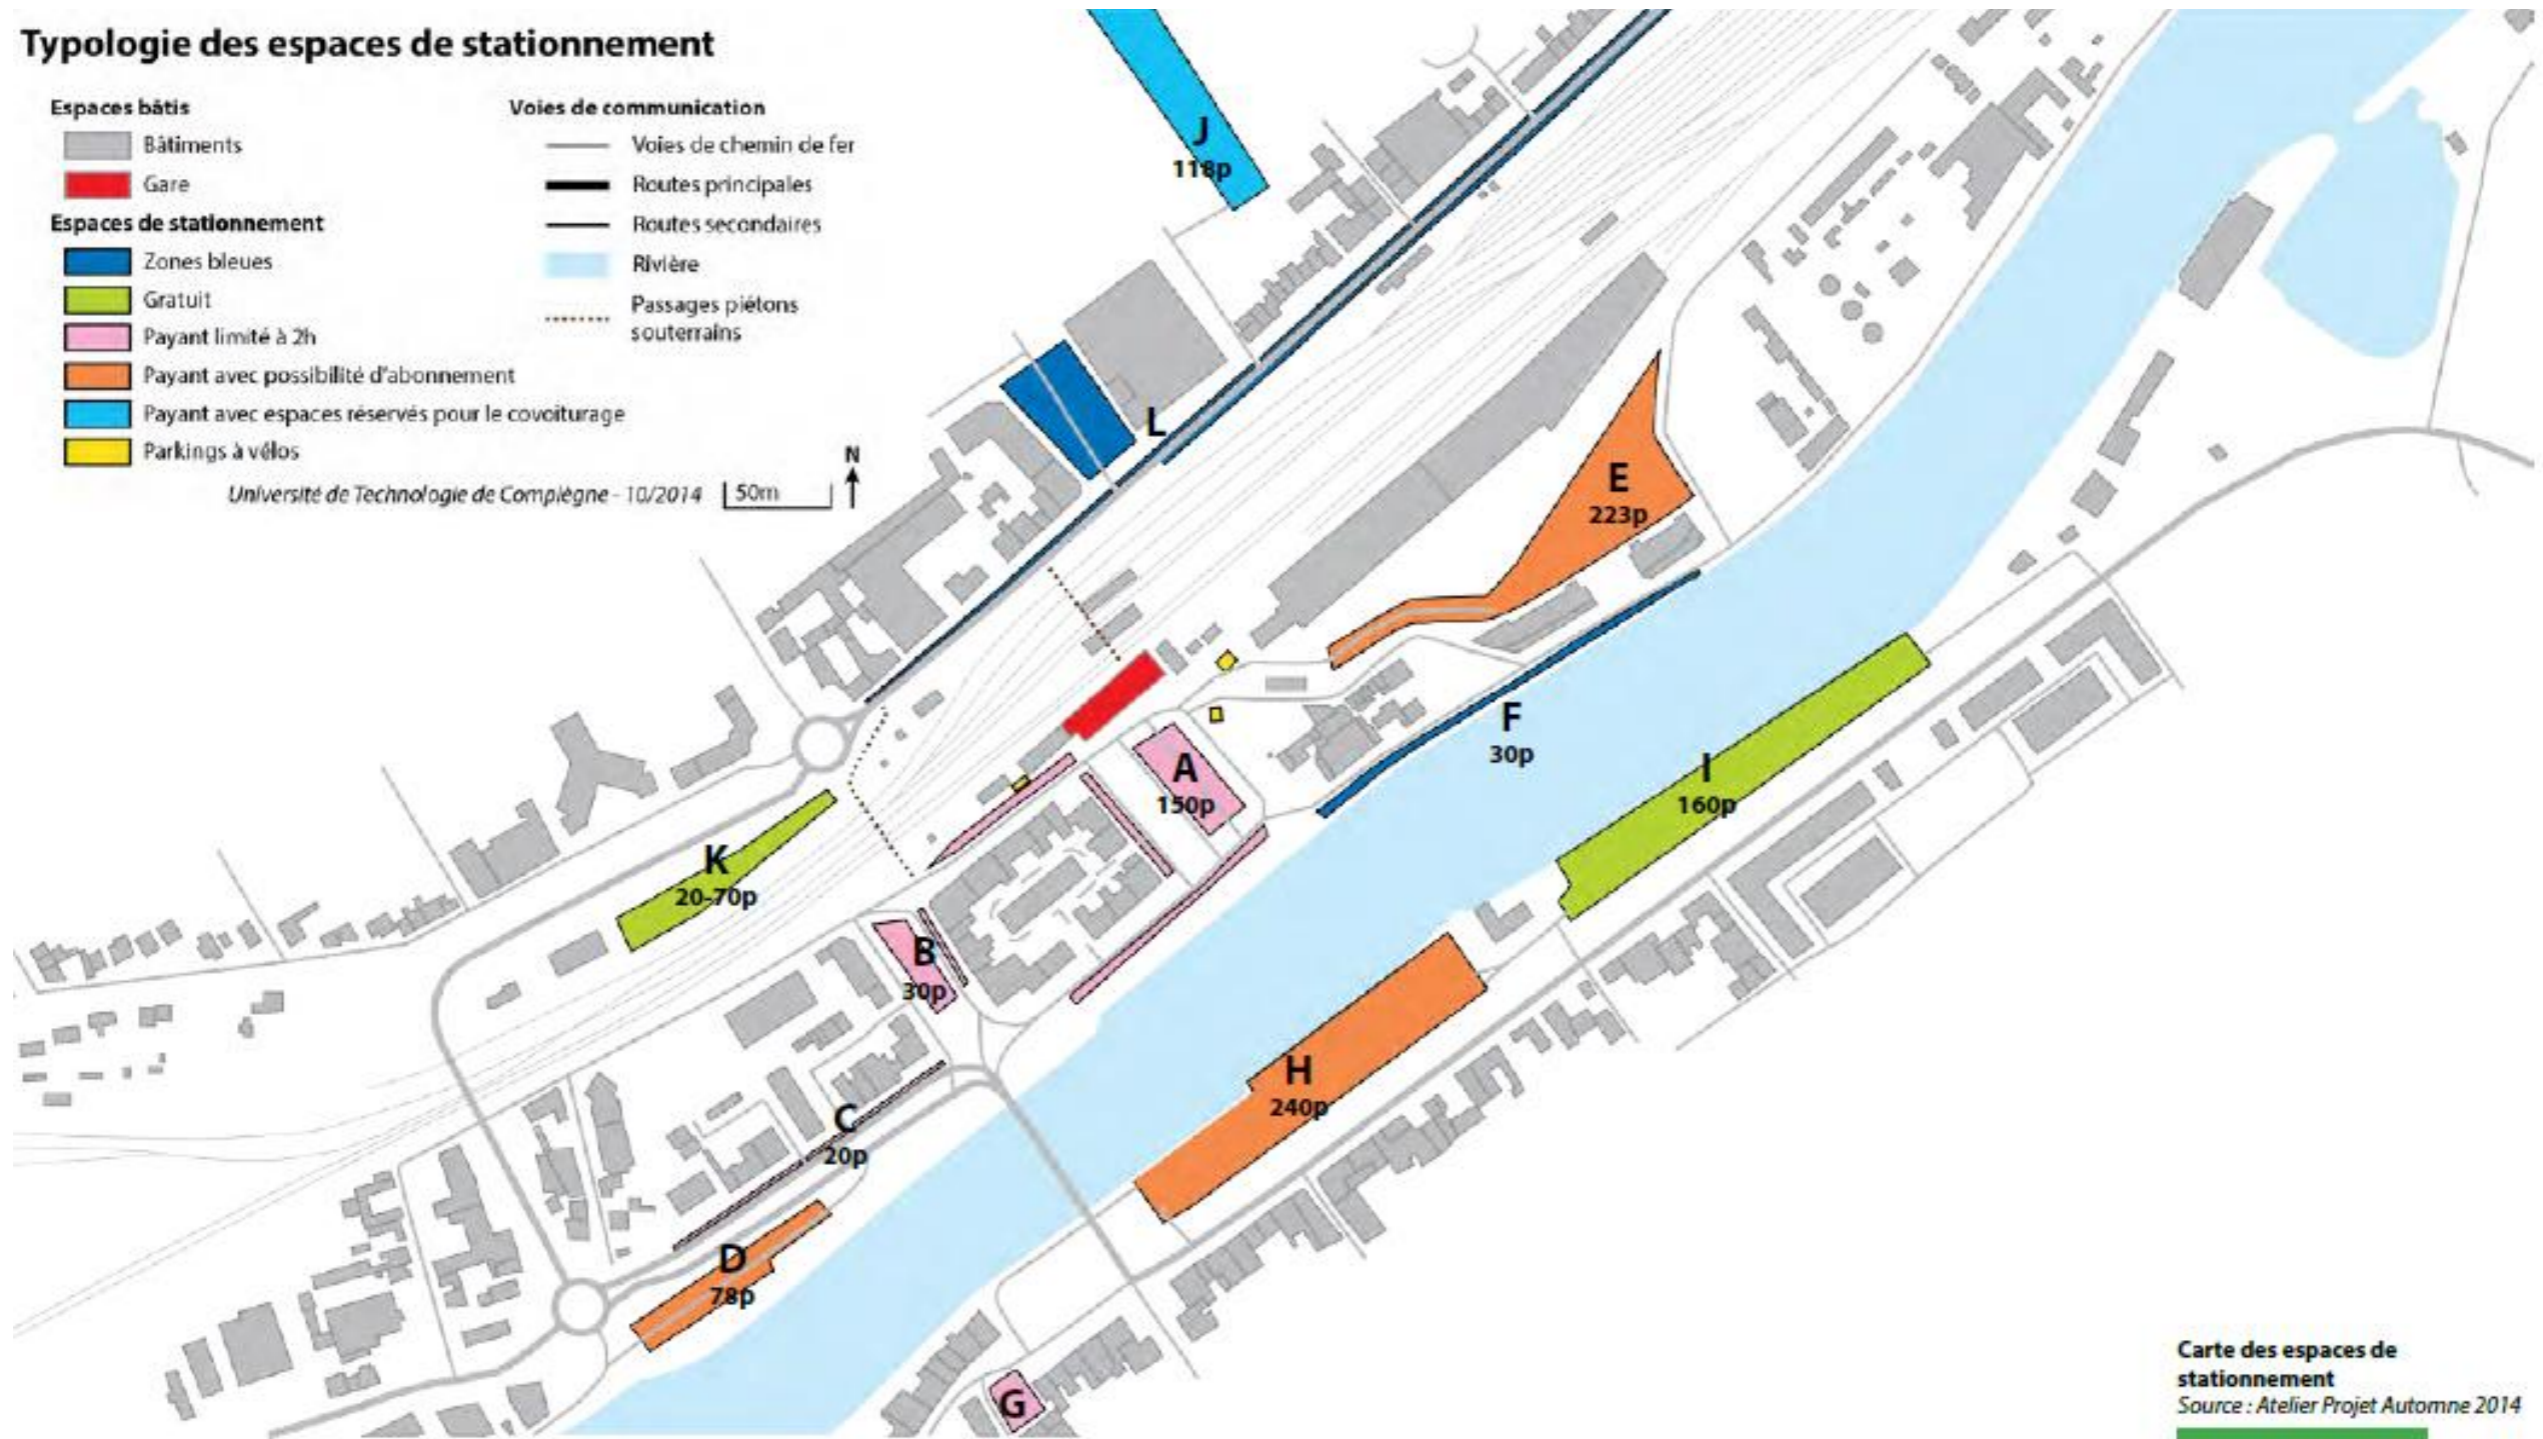 Typologie des espaces de stationnement
Espaces bâtis
Bâtiments
Gare
Espaces de stationnement
Zones bleues
Gratuit
Payant limité à 2h
Payant avec possibilité d'abonnement
Payant avec espaces réservés pour le covoiturage
Parkings à vélos
Voies de communication
Voies de chemin de fer
Routes principales
Routes secondaires
Rivière
Passages piétons
souterrains
Université de Technologie de Compiègne - 10/2014
50m
N
J
118p
L
E
223p
F
30p
A
150p
I
160p
K
20-70p
B
30p
H
240p
C
20p
D
78p
G
Carte des espaces de
stationnement
Source : Atelier Projet Automne 2014